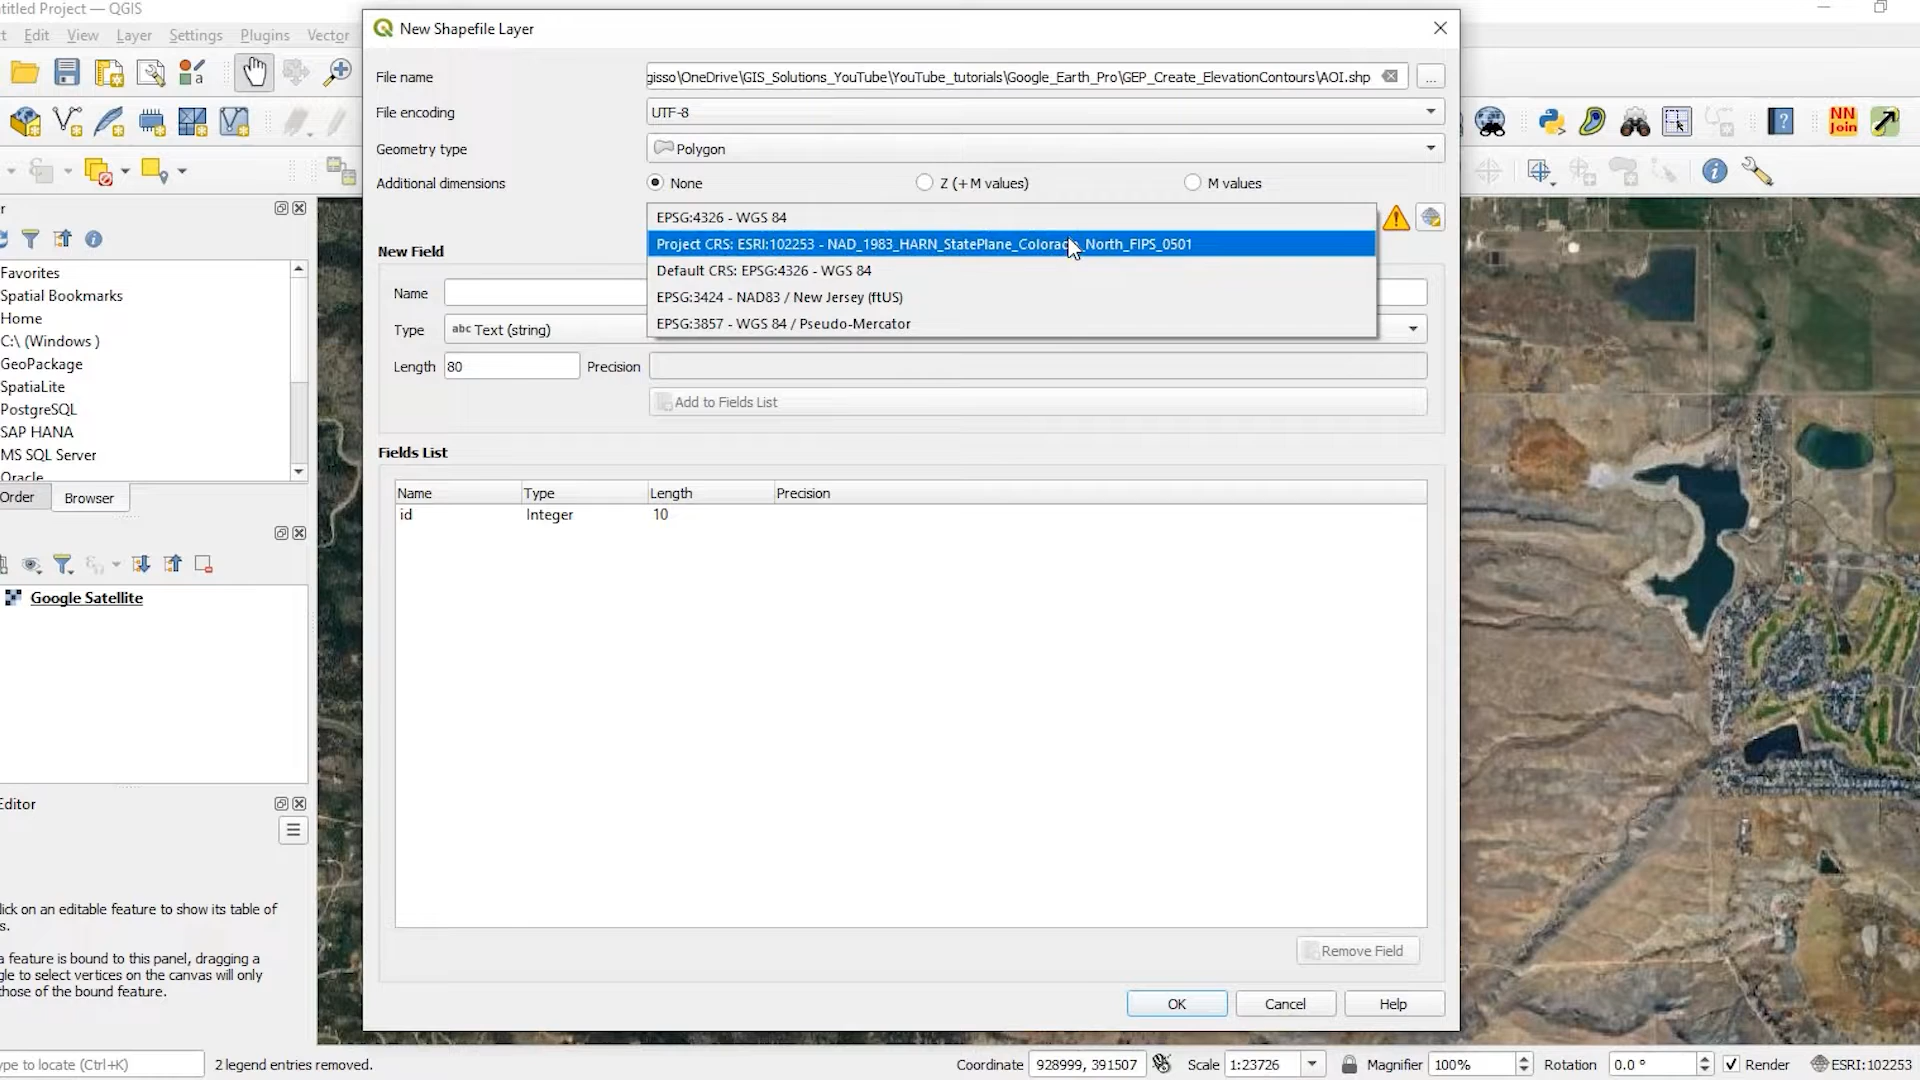 titled Project — QGIS
Edit View Layer Settings Plugins Vector
New Shapefile Layer
File name
gisso\OneDrive\GIS_Solutions_YouTube\YouTube_tutorials\Google_Earth_Pro\GEP_Create_ElevationContours\AOI.shp
...
File encoding
UTF-8
Geometry type
Polygon
Additional dimensions
None
Z (+M values)
M values
EPSG:4326 - WGS 84
Project CRS: ESRI:102253 - NAD_1983_HARN_StatePlane_Colorado_North_FIPS_0501
Default CRS: EPSG:4326 - WGS 84
EPSG:3424 - NAD83 / New Jersey (ftUS)
EPSG:3857 - WGS 84 / Pseudo-Mercator
New Field
Name
Type
abc Text (string)
Length
80
Precision
Add to Fields List
Fields List
Name Type Length Precision
id Integer 10
Remove Field
OK
Cancel
Help
NN
Join
Favorites
Spatial Bookmarks
Home
C:\ (Windows )
GeoPackage
SpatiaLite
PostgreSQL
SAP HANA
MS SQL Server
Oracle
Order
Browser
Google Satellite
Editor
lick on an editable feature to show its table of
s.
a feature is bound to this panel, dragging a
gle to select vertices on the canvas will only
those of the bound feature.
ype to locate (Ctrl+K)
2 legend entries removed.
Coordinate
928999, 391507
Scale
1:23726
Magnifier
100%
Rotation
0.0 °
Render
ESRI:102253